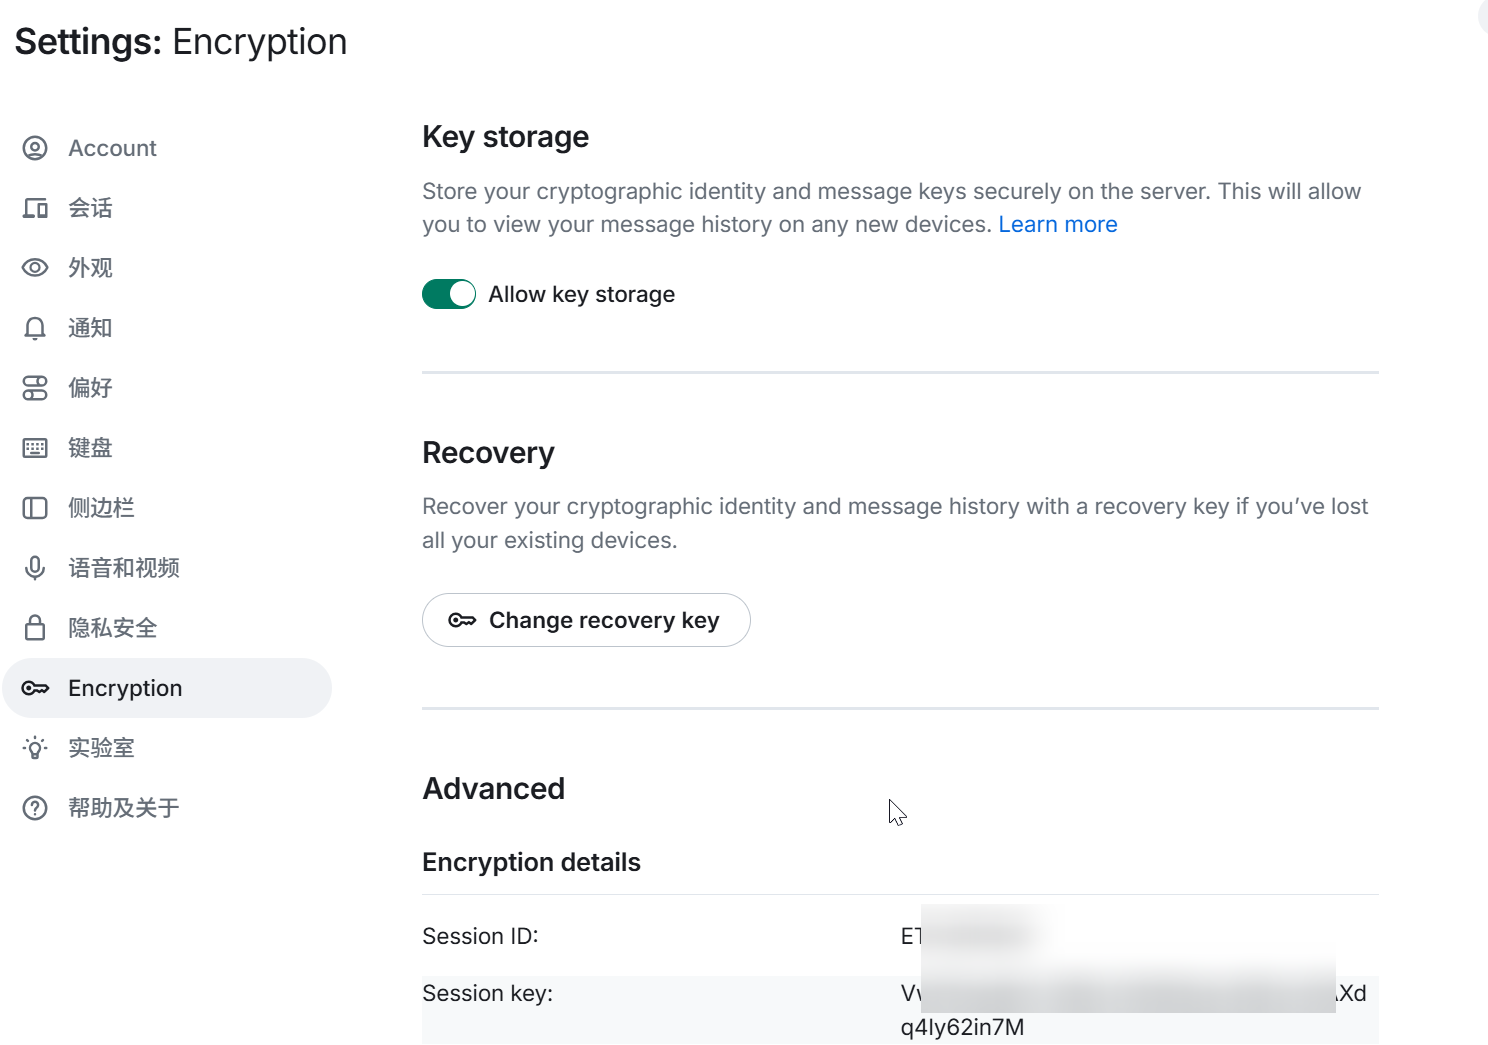 Settings: Encryption
Account
会话
外观
通知
偏好
键盘
侧边栏
语音和视频
隐私安全
Encryption
实验室
帮助及关于
Key storage
Store your cryptographic identity and message keys securely on the server. This will allow
you to view your message history on any new devices. Learn more
Allow key storage
Recovery
Recover your cryptographic identity and message history with a recovery key if you’ve lost
all your existing devices.
Change recovery key
Advanced
Encryption details
Session ID:
Session key:
q4ly62in7M